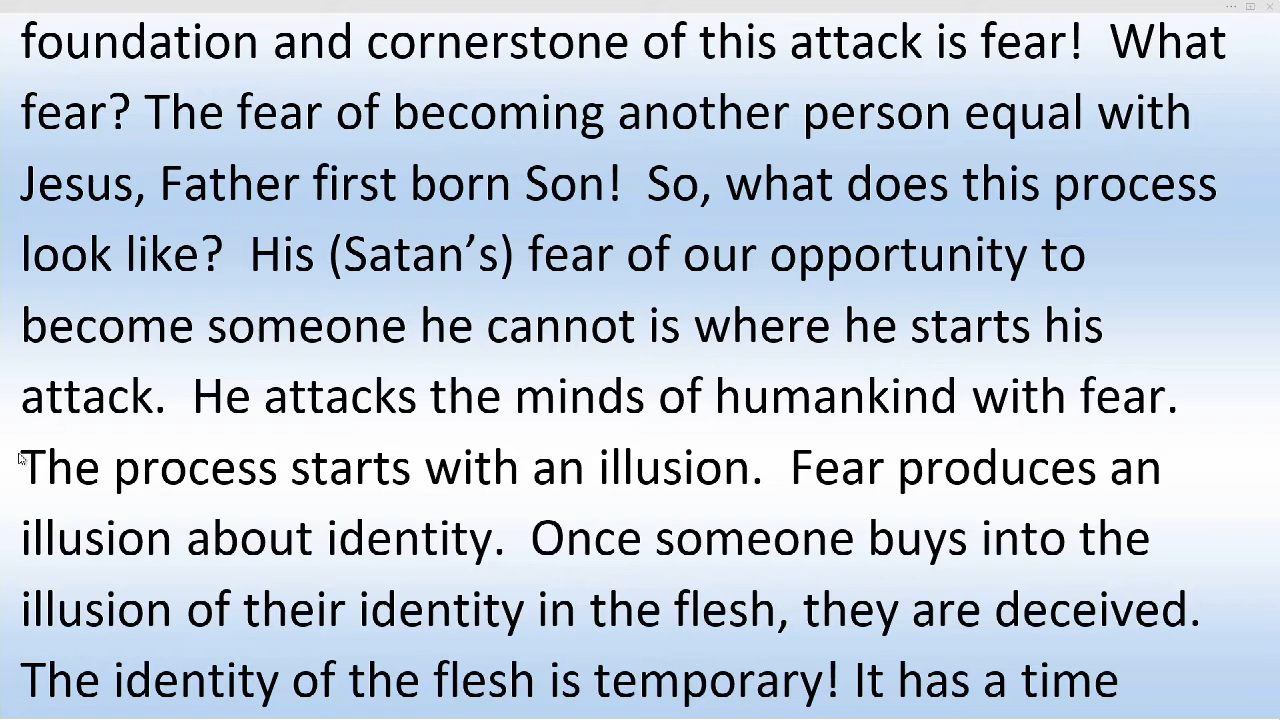 foundation and cornerstone of this attack is fear!  What
fear? The fear of becoming another person equal with
Jesus, Father first born Son!  So, what does this process
look like?  His (Satan’s) fear of our opportunity to
become someone he cannot is where he starts his
attack.  He attacks the minds of humankind with fear.
The process starts with an illusion.  Fear produces an
illusion about identity.  Once someone buys into the
illusion of their identity in the flesh, they are deceived.
The identity of the flesh is temporary! It has a time